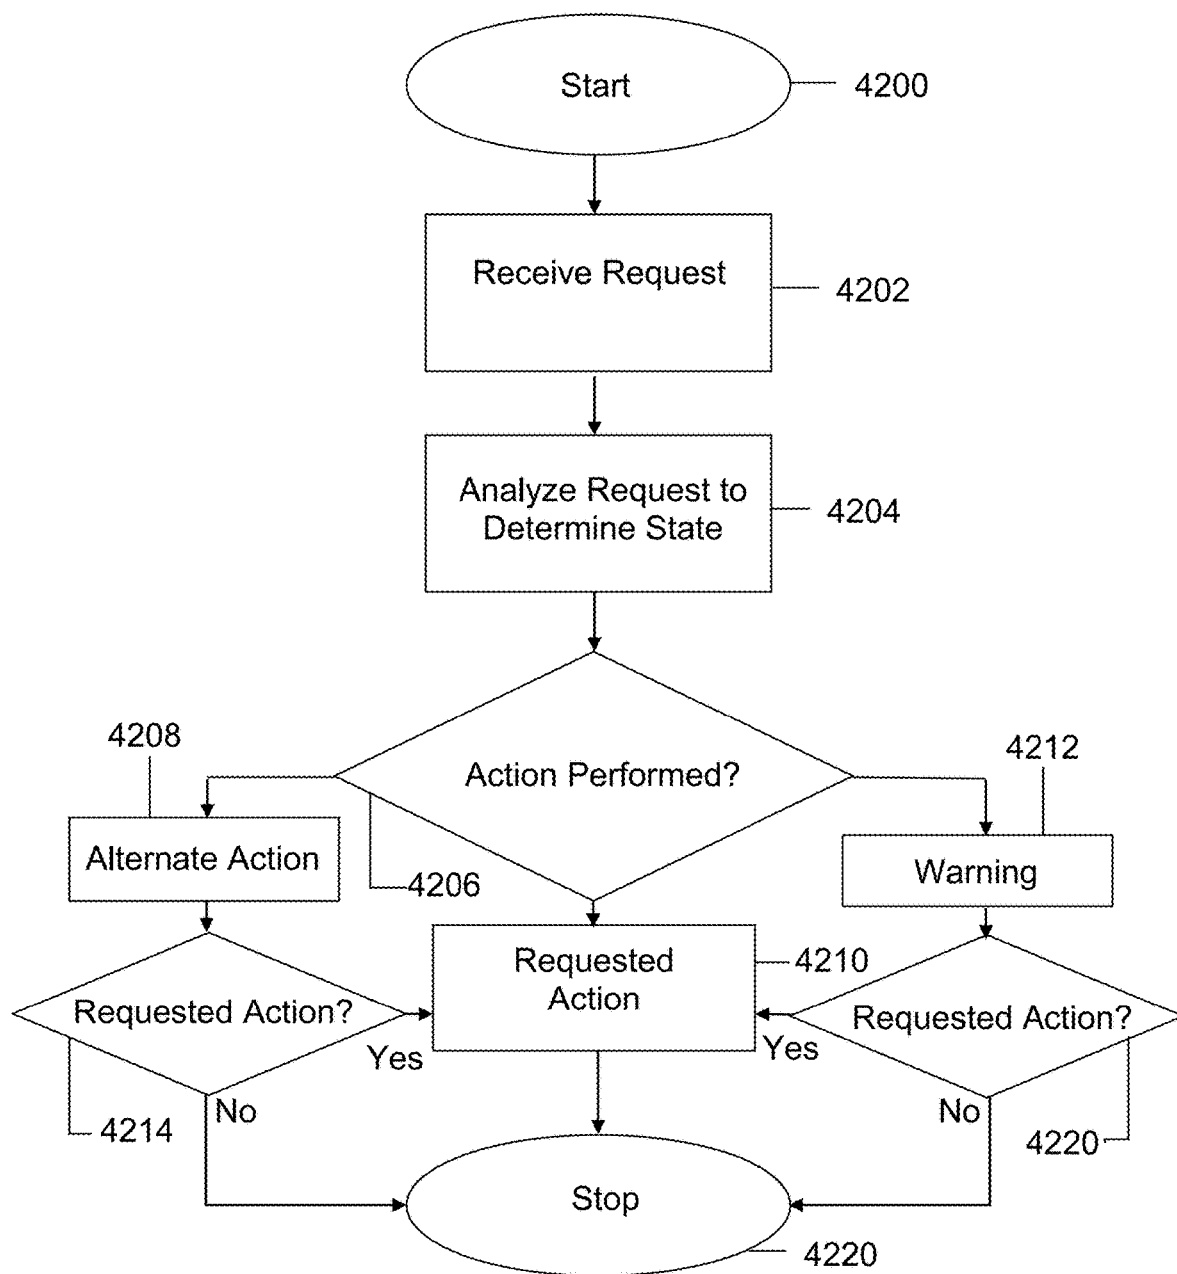 Start
4200
Receive Request
4202
Analyze Request to
Determine State
4204
4208
4212
Action Performed?
Alternate Action
4206
Warning
Requested
Action
4210
Requested Action?
Requested Action?
Yes
Yes
No
No
4214
4220
Stop
4220